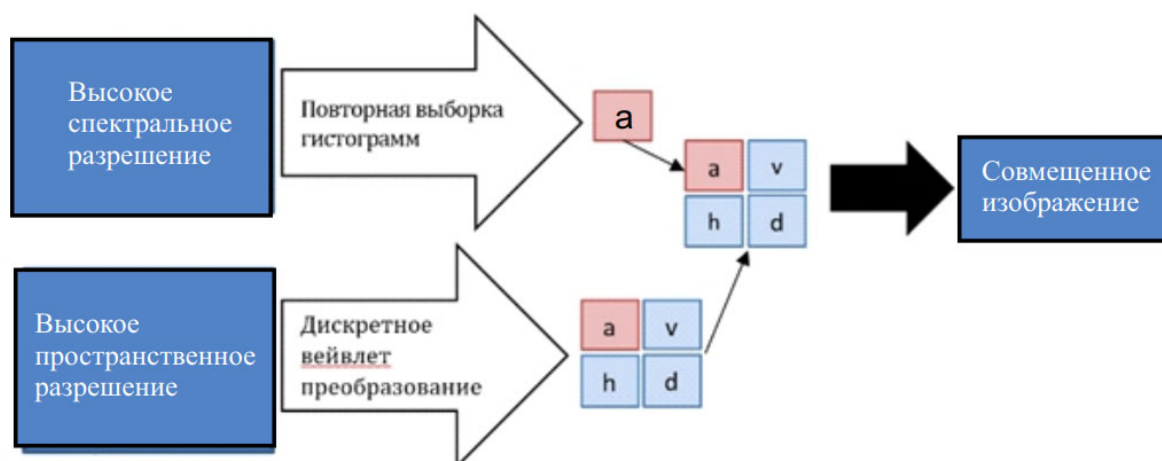 Высокое
спектральное
разрешение
Повторная выборка
гистограмм
a
a v
h d
Совмещенное
изображение
Высокое
пространственное
разрешение
Дискретное
вейвлет
преобразование
a v
h d